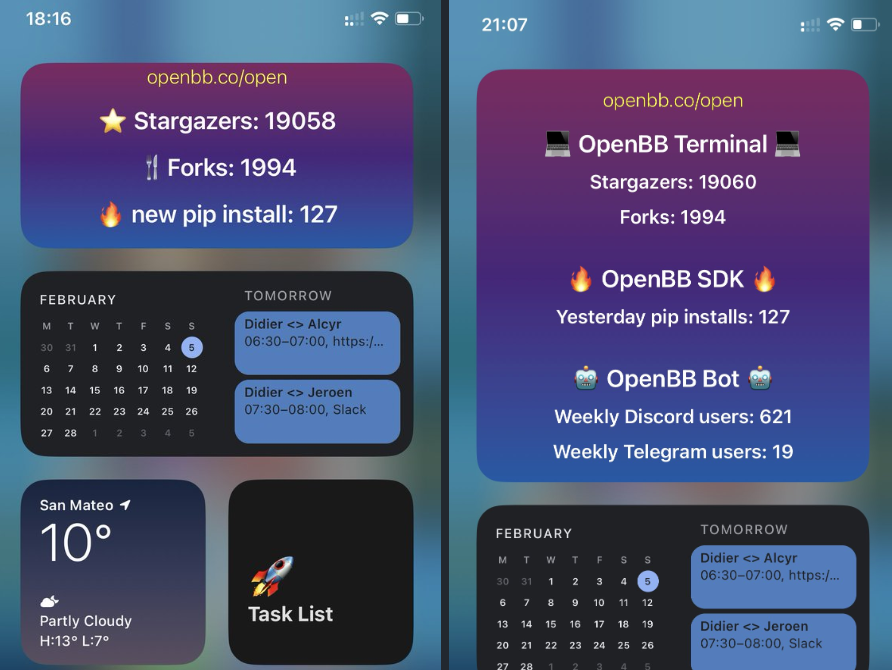 18:16
openbb.co/open
⭐ Stargazers: 19058
🍴 Forks: 1994
🔥 new pip install: 127
FEBRUARY
M T W T F S S
30 31 1 2 3 4 5
6 7 8 9 10 11 12
13 14 15 16 17 18 19
20 21 22 23 24 25 26
27 28 1 2 3 4 5
TOMORROW
Didier <> Alcyr
06:30–07:00, https:/...
Didier <> Jeroen
07:30–08:00, Slack
San Mateo
10°
Partly Cloudy
H:13° L:7°
🚀
Task List
21:07
openbb.co/open
💻 OpenBB Terminal 💻
Stargazers: 19060
Forks: 1994
🔥 OpenBB SDK 🔥
Yesterday pip installs: 127
🤖 OpenBB Bot 🤖
Weekly Discord users: 621
Weekly Telegram users: 19
FEBRUARY
M T W T F S S
30 31 1 2 3 4 5
6 7 8 9 10 11 12
13 14 15 16 17 18 19
20 21 22 23 24 25 26
27 28 1 2 3 4 5
TOMORROW
Didier <> Alcyr
06:30–07:00, https:/...
Didier <> Jeroen
07:30–08:00, Slack